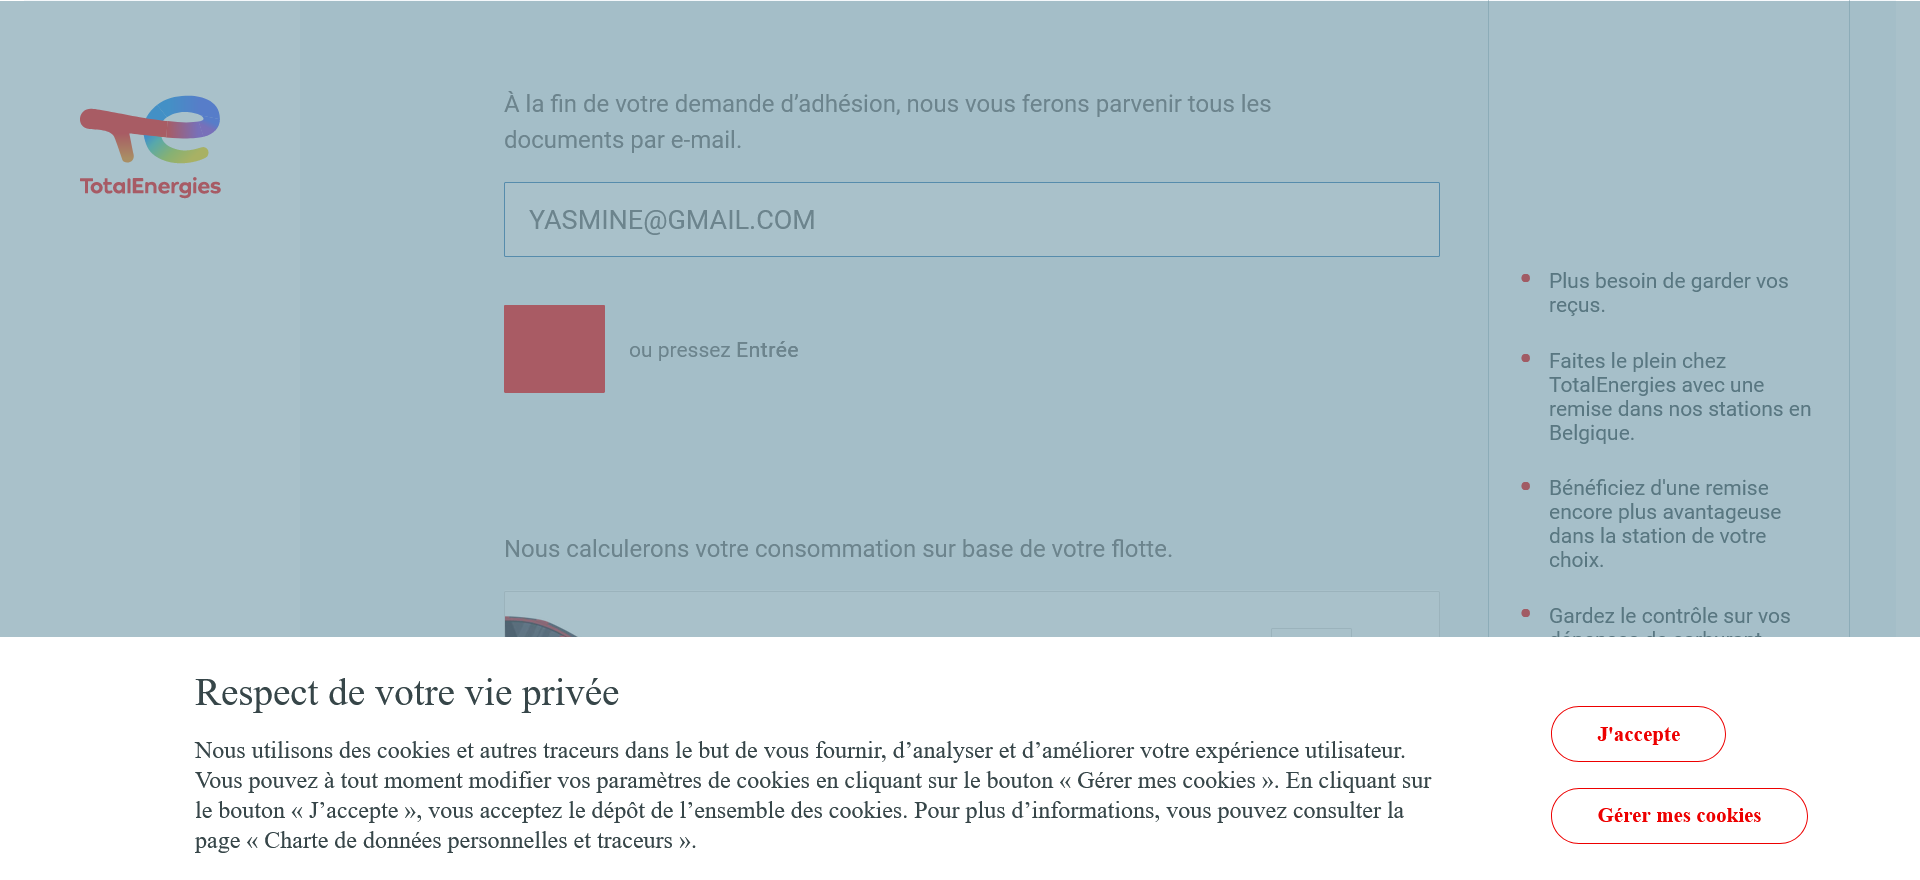 TotalEnergies
À la fin de votre demande d’adhésion, nous vous ferons parvenir tous les
documents par e-mail.
YASMINE@GMAIL.COM
ou pressez Entrée
Nous calculerons votre consommation sur base de votre flotte.
Plus besoin de garder vos
reçus.
Faites le plein chez
TotalEnergies avec une
remise dans nos stations en
Belgique.
Bénéficiez d'une remise
encore plus avantageuse
dans la station de votre
choix.
Gardez le contrôle sur vos
Respect de votre vie privée
Nous utilisons des cookies et autres traceurs dans le but de vous fournir, d’analyser et d’améliorer votre expérience utilisateur.
Vous pouvez à tout moment modifier vos paramètres de cookies en cliquant sur le bouton « Gérer mes cookies ». En cliquant sur
le bouton « J’accepte », vous acceptez le dépôt de l’ensemble des cookies. Pour plus d’informations, vous pouvez consulter la
page « Charte de données personnelles et traceurs ».
J'accepte
Gérer mes cookies